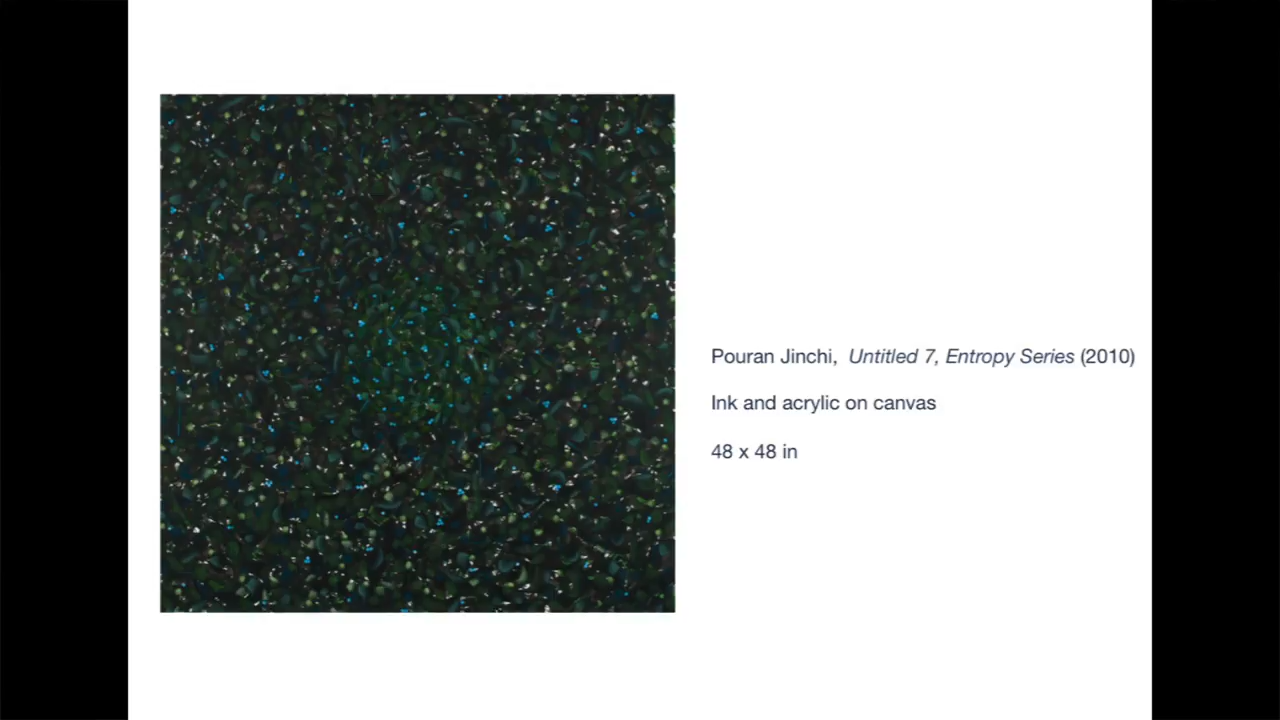 Pouran Jinchi, Untitled 7, Entropy Series (2010)
Ink and acrylic on canvas
48 x 48 in